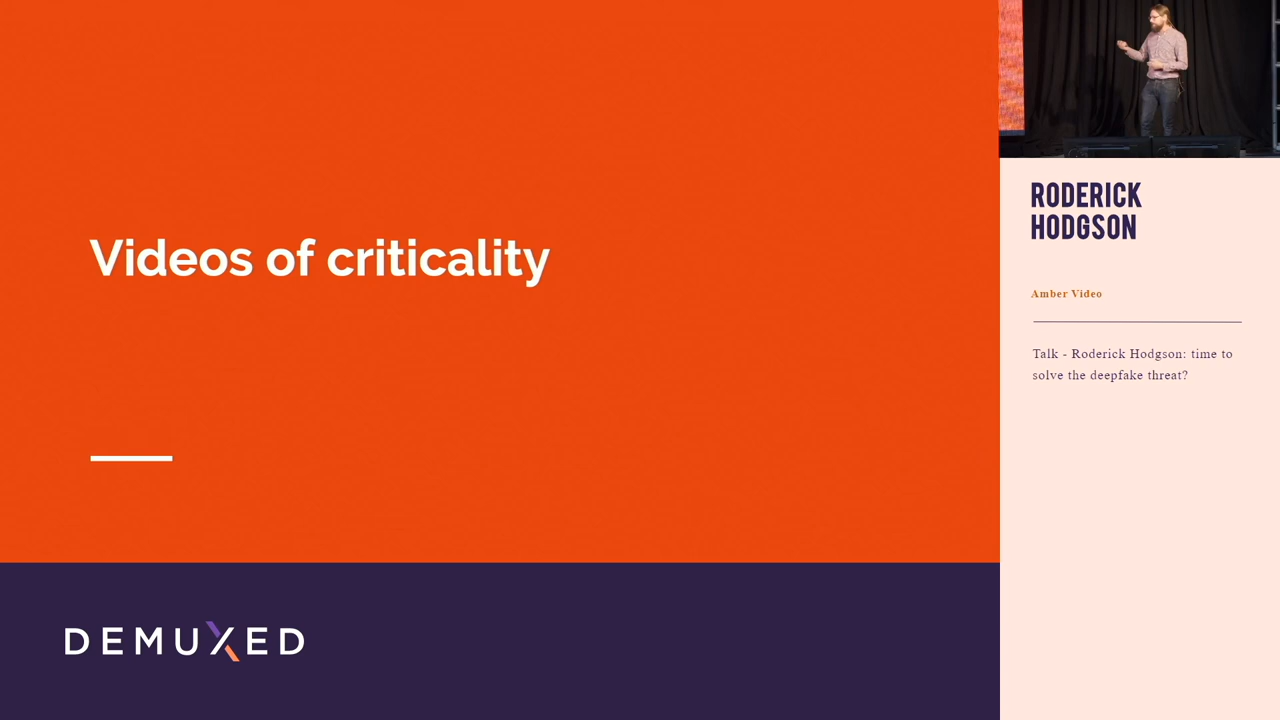 Videos of criticality
DEMUXED
RODERICK
HODGSON
Amber Video
Talk - Roderick Hodgson: time to
solve the deepfake threat?